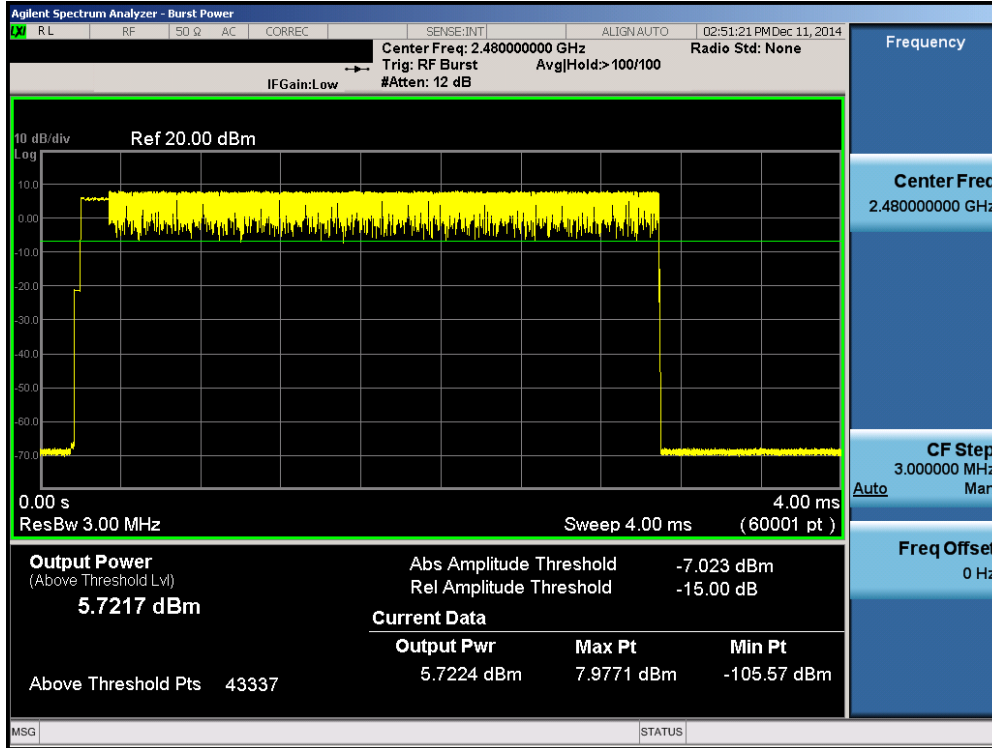 Agilent Spectrum Analyzer - Burst Power
LXI RL RF 50 Ω AC CORREC SENSE:INT ALIGN AUTO 02:51:21 PM Dec 11, 2014
Center Freq: 2.480000000 GHz Radio Std: None
Trig: RF Burst Avg|Hold:>100/100
IFGain:Low #Atten: 12 dB
10 dB/div Ref 20.00 dBm
Log
10.0
0.00
-10.0
-20.0
-30.0
-40.0
-50.0
-60.0
-70.0
0.00 s 4.00 ms
ResBw 3.00 MHz Sweep 4.00 ms (60001 pt )
Output Power
(Above Threshold Lvl)
5.7217 dBm
Above Threshold Pts 43337
Abs Amplitude Threshold -7.023 dBm
Rel Amplitude Threshold -15.00 dB
Current Data
Output Pwr Max Pt Min Pt
5.7224 dBm 7.9771 dBm -105.57 dBm
Frequency
Center Freq
2.480000000 GHz
CF Step
3.000000 MHz
Auto Man
Freq Offset
0 Hz
MSG STATUS